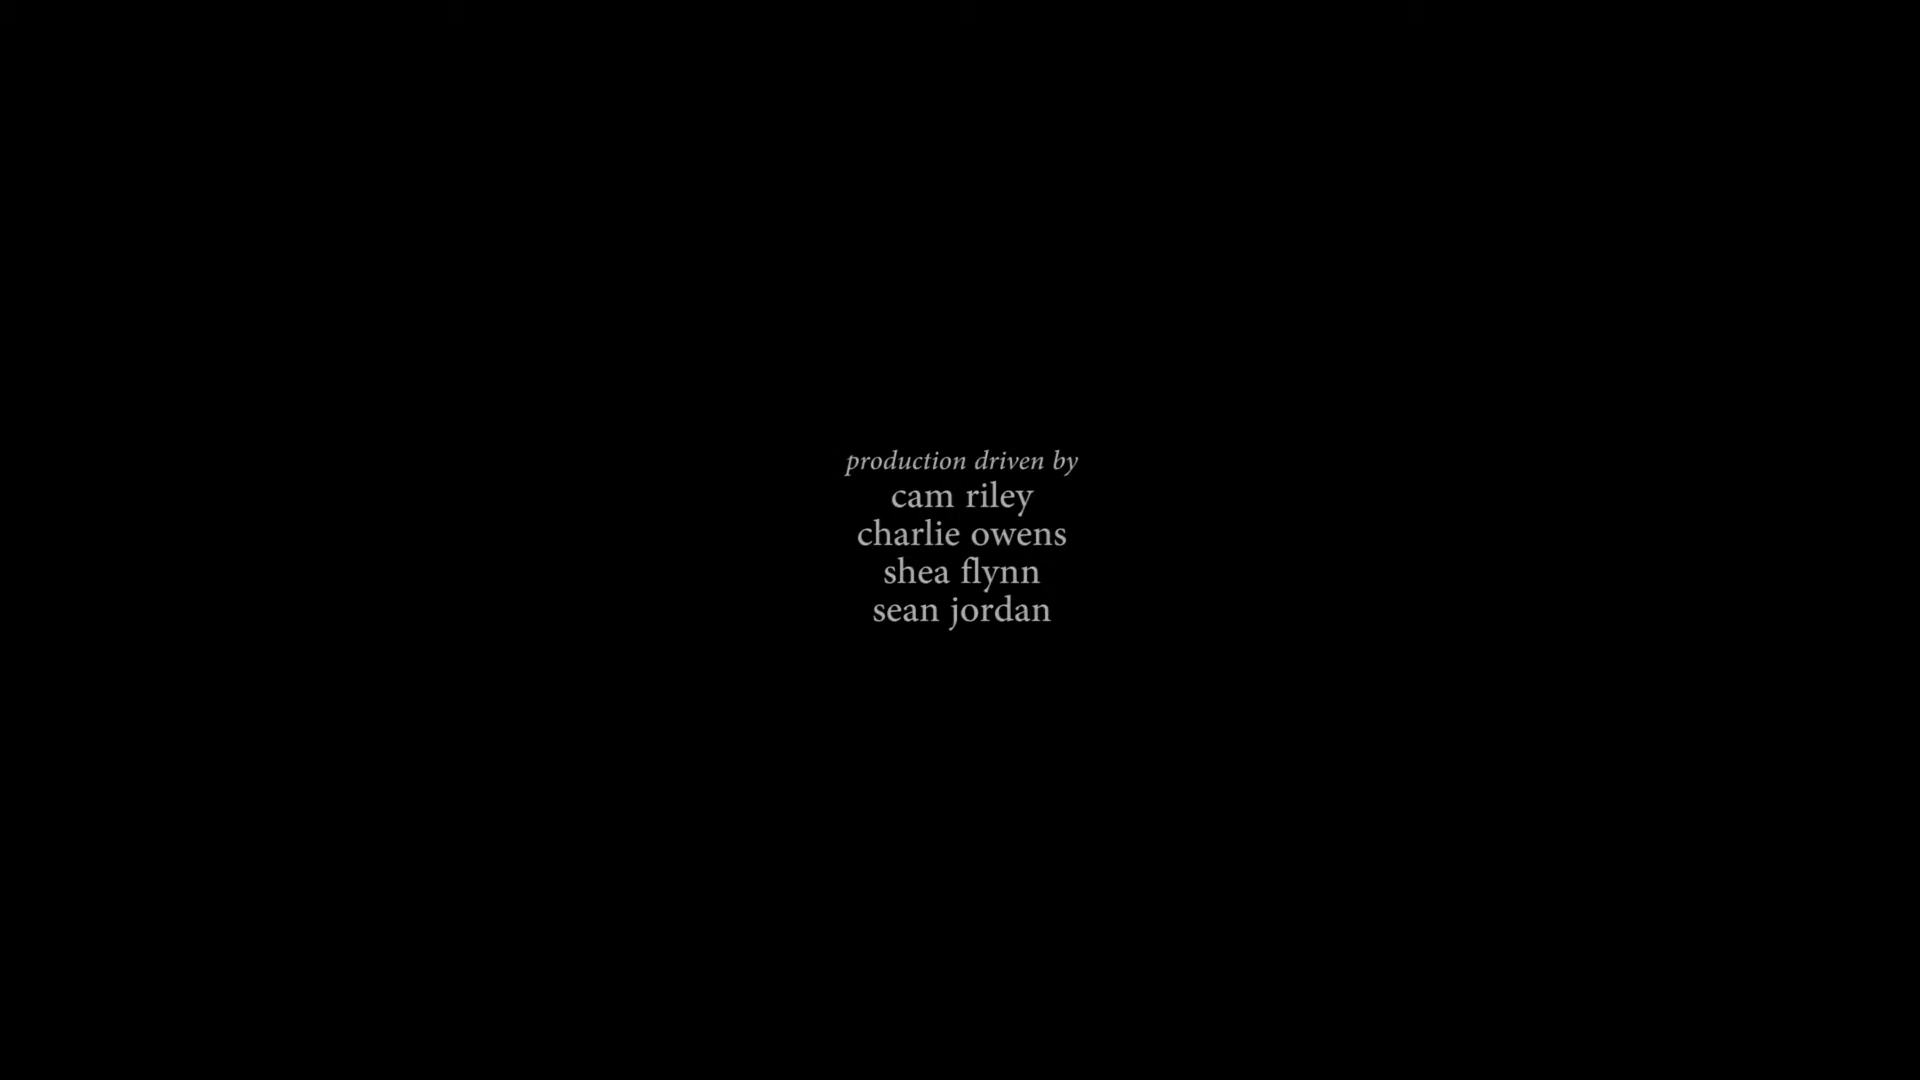 production driven by
cam riley
charlie owens
shea flynn
sean jordan